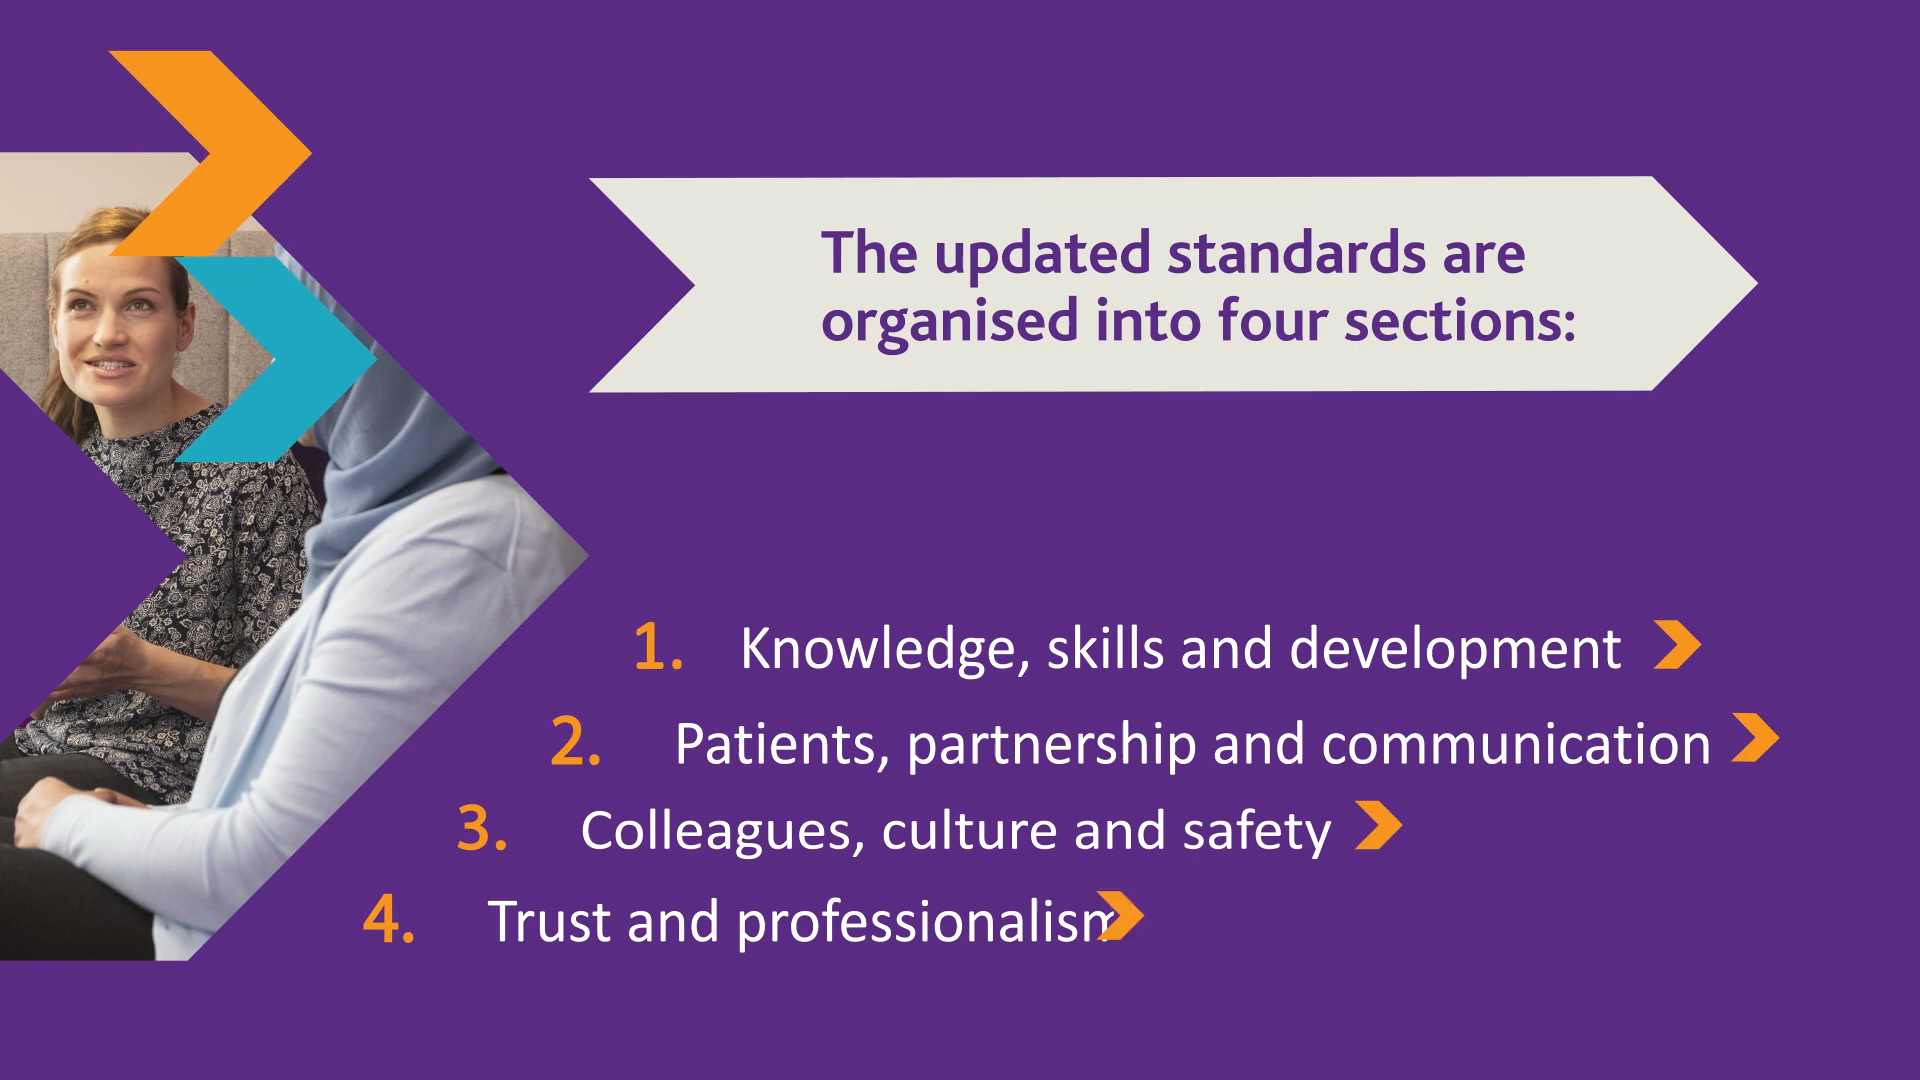 The updated standards are
organised into four sections:
1. Knowledge, skills and development
2. Patients, partnership and communication
3. Colleagues, culture and safety
4. Trust and professionalism